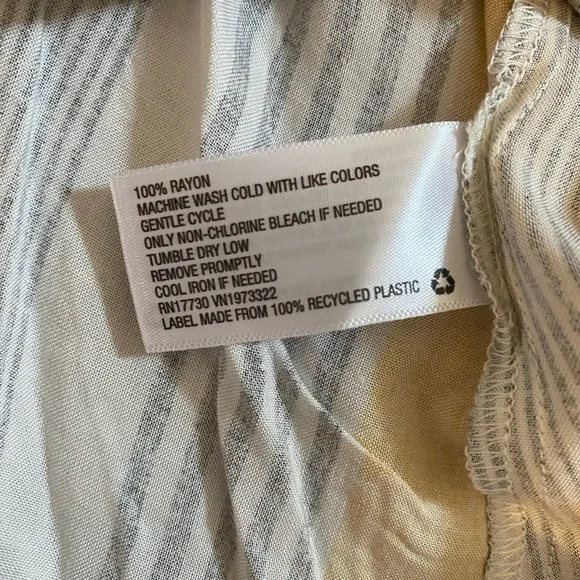 100% RAYON
MACHINE WASH COLD WITH LIKE COLORS
GENTLE CYCLE
ONLY NON-CHLORINE BLEACH IF NEEDED
TUMBLE DRY LOW
REMOVE PROMPTLY
COOL IRON IF NEEDED
RN17730 VN1973322
LABEL MADE FROM 100% RECYCLED PLASTIC